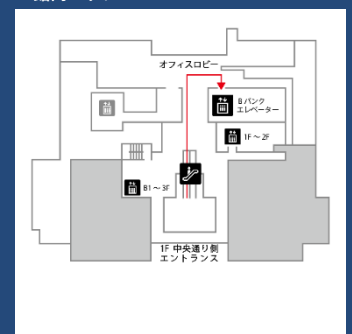 オフィスロビー
Bバンク
エレベーター
1F〜2F
B1〜3F
1F 中央通り側
エントランス